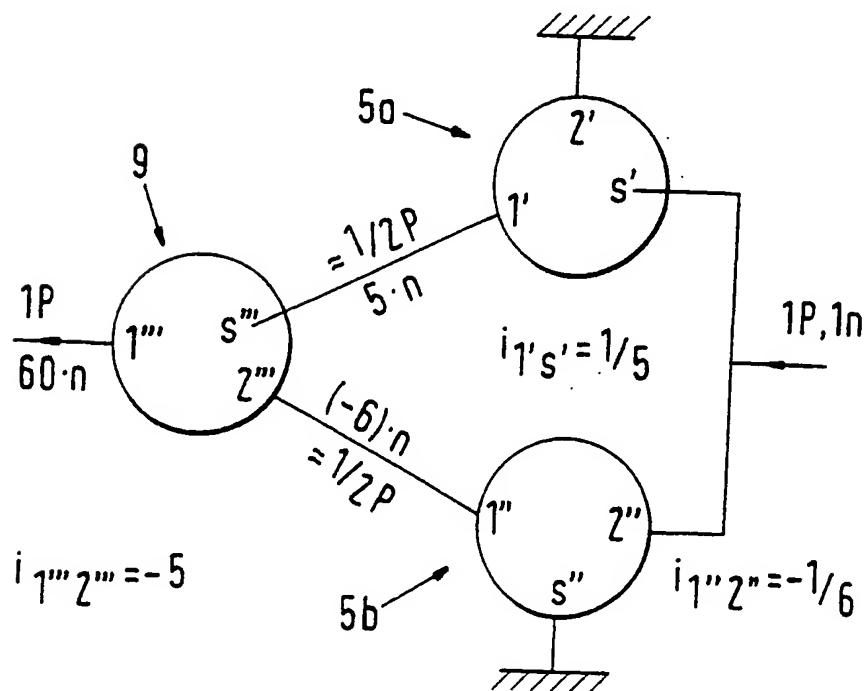 5a
2'
9
s'
1'
≈1/2P
5·n
1P
s'''
1P,1n
1'''
i1's'=1/5
60·n
2'''
(-6)·n
≈1/2P
1"
2"
i1'''2'''=-5
i1"2"=-1/6
s"
5b